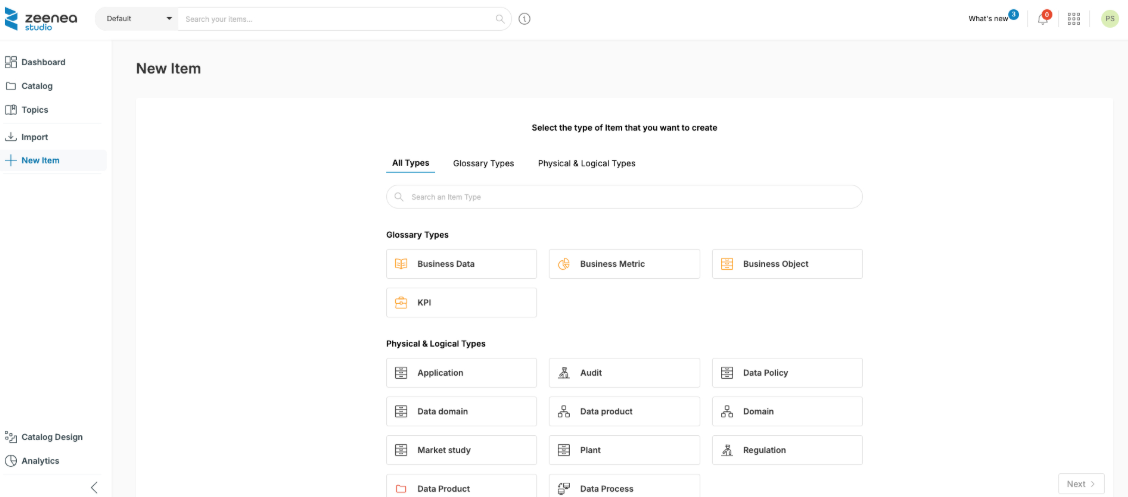 zeenea
studio
Default
Search your items...
What's new
3
0
PS
Dashboard
Catalog
Topics
Import
New Item
Catalog Design
Analytics
New Item
Select the type of Item that you want to create
All Types Glossary Types Physical & Logical Types
Search an Item Type
Glossary Types
Business Data Business Metric Business Object
KPI
Physical & Logical Types
Application Audit Data Policy
Data domain Data product Domain
Market study Plant Regulation
Data Product Data Process
Next